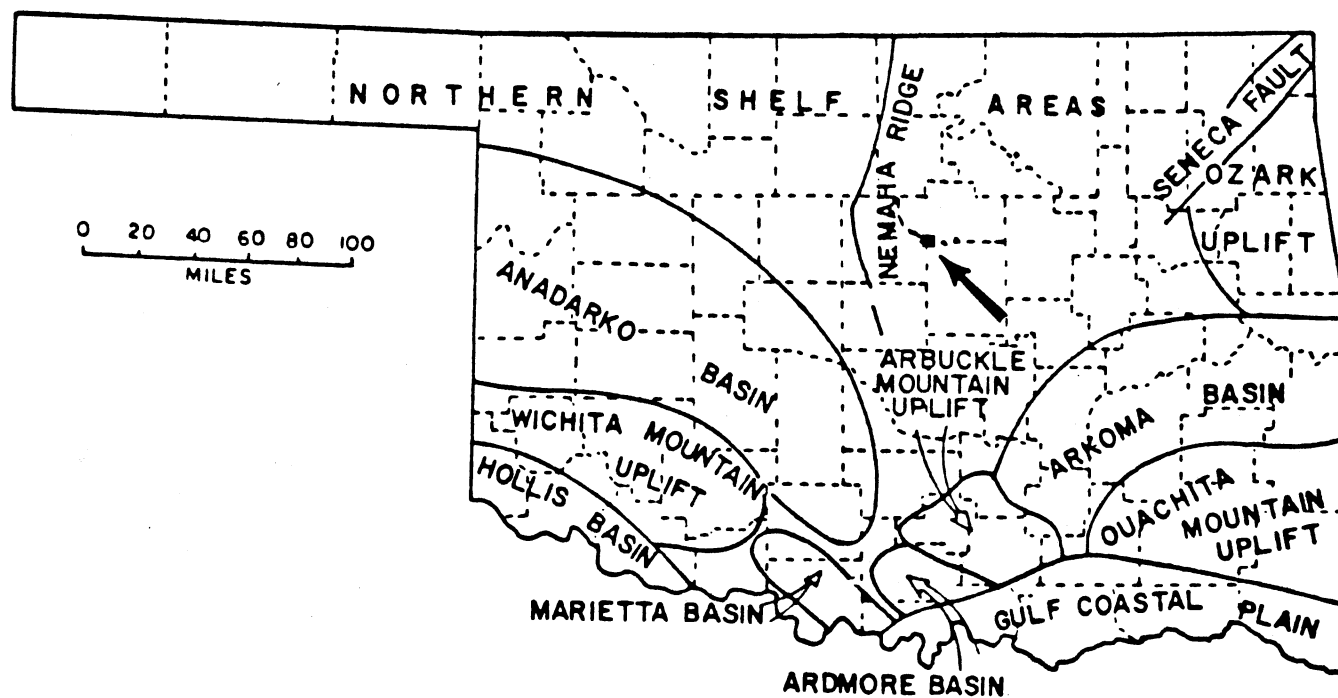 NORTHERN SHELF AREAS
NEMAHA RIDGE
SENECA FAULT
OZARK
UPLIFT
0 20 40 60 80 100
MILES
ANADARKO
BASIN
ARBUCKLE
MOUNTAIN
UPLIFT
WICHITA MOUNTAIN
UPLIFT
HOLLIS BASIN
ARKOMA
BASIN
OUACHITA
MOUNTAIN
UPLIFT
MARIETTA BASIN
GULF COASTAL PLAIN
ARDMORE BASIN